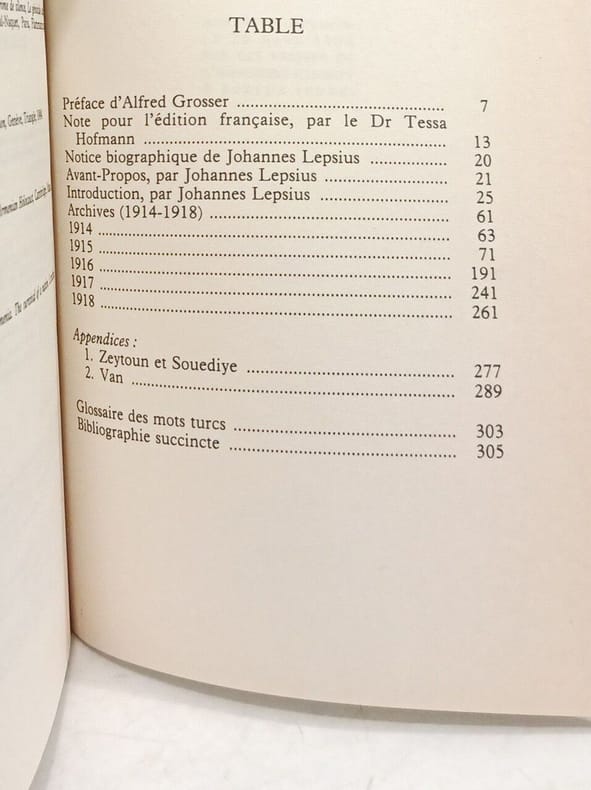 TABLE
Préface d'Alfred Grosser ........................................ 7
Note pour l'édition française, par le Dr Tessa
Hofmann ........................................ 13
Notice biographique de Johannes Lepsius .............. 20
Avant-Propos, par Johannes Lepsius ...................... 21
Introduction, par Johannes Lepsius ...................... 25
Archives (1914-1918) ........................................ 61
1914 ........................................ 63
1915 ........................................ 71
1916 ........................................ 191
1917 ........................................ 241
1918 ........................................ 261
Appendices :
1. Zeytoun et Souediye ........................................ 277
2. Van ........................................ 289
Glossaire des mots turcs ........................................ 303
Bibliographie succincte ........................................ 305